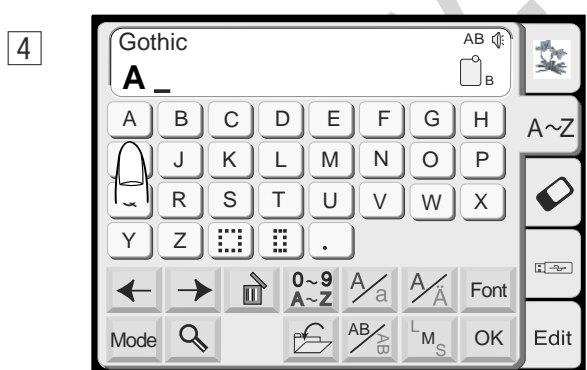 4
Gothic AB
A _ B
A B C D E F G H
A~Z
J K L M N O P
R S T U V W X
Y Z .
0~9
A~Z
A/a A/Ä Font
Mode AB/AB L M S OK Edit